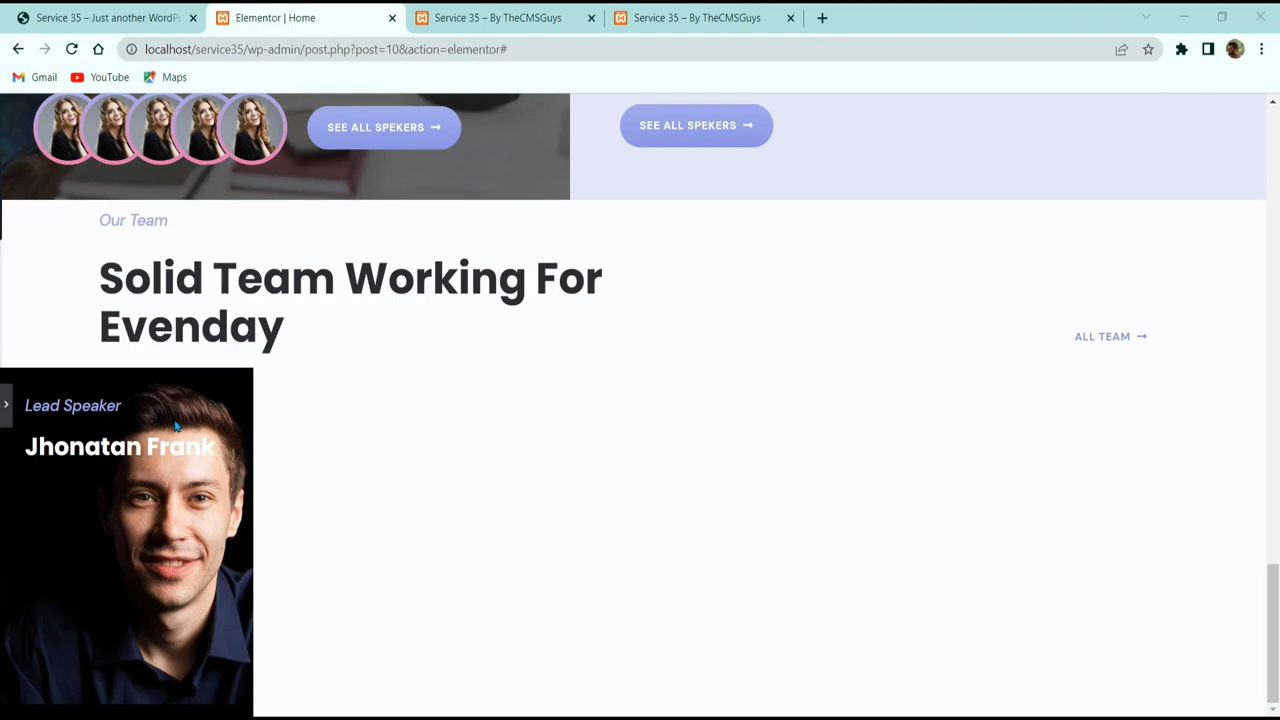 Service 35 – Just another WordPr
Elementor | Home
Service 35 – By TheCMSGuys
Service 35 – By TheCMSGuys
localhost/service35/wp-admin/post.php?post=10&action=elementor#
Gmail
YouTube
Maps
SEE ALL SPEKERS
SEE ALL SPEKERS
Our Team
Solid Team Working For
Evenday
ALL TEAM
Lead Speaker
Jhonatan Frank